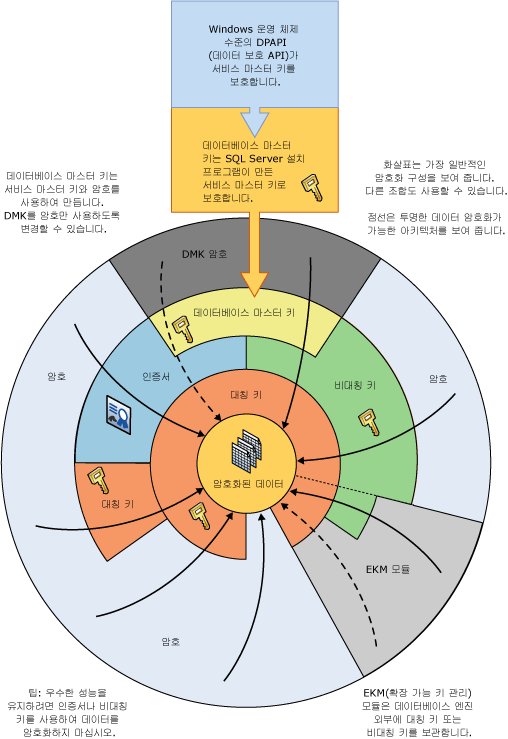 Windows 운영 체제
수준의 DPAPI
(데이터 보호 API)가
서비스 마스터 키를
보호합니다.
데이터베이스 마스터
키는 SQL Server 설치
프로그램이 만든
서비스 마스터 키로
보호합니다.
데이터베이스 마스터 키는
서비스 마스터 키와 암호를
사용하여 만듭니다.
DMK를 암호만 사용하도록
변경할 수 있습니다.
화살표는 가장 일반적인
암호화 구성을 보여 줍니다.
다른 조합도 사용할 수 있습니다.
점선은 투명한 데이터 암호화가
가능한 아키텍처를 보여 줍니다.
DMK 암호
데이터베이스 마스터 키
암호
인증서
대칭 키
비대칭 키
암호
암호화된 데이터
대칭 키
EKM 모듈
암호
팁: 우수한 성능을
유지하려면 인증서나 비대칭
키를 사용하여 데이터를
암호화하지 마십시오.
EKM(확장 가능 키 관리)
모듈은 데이터베이스 엔진
외부에 대칭 키 또는
비대칭 키를 보관합니다.